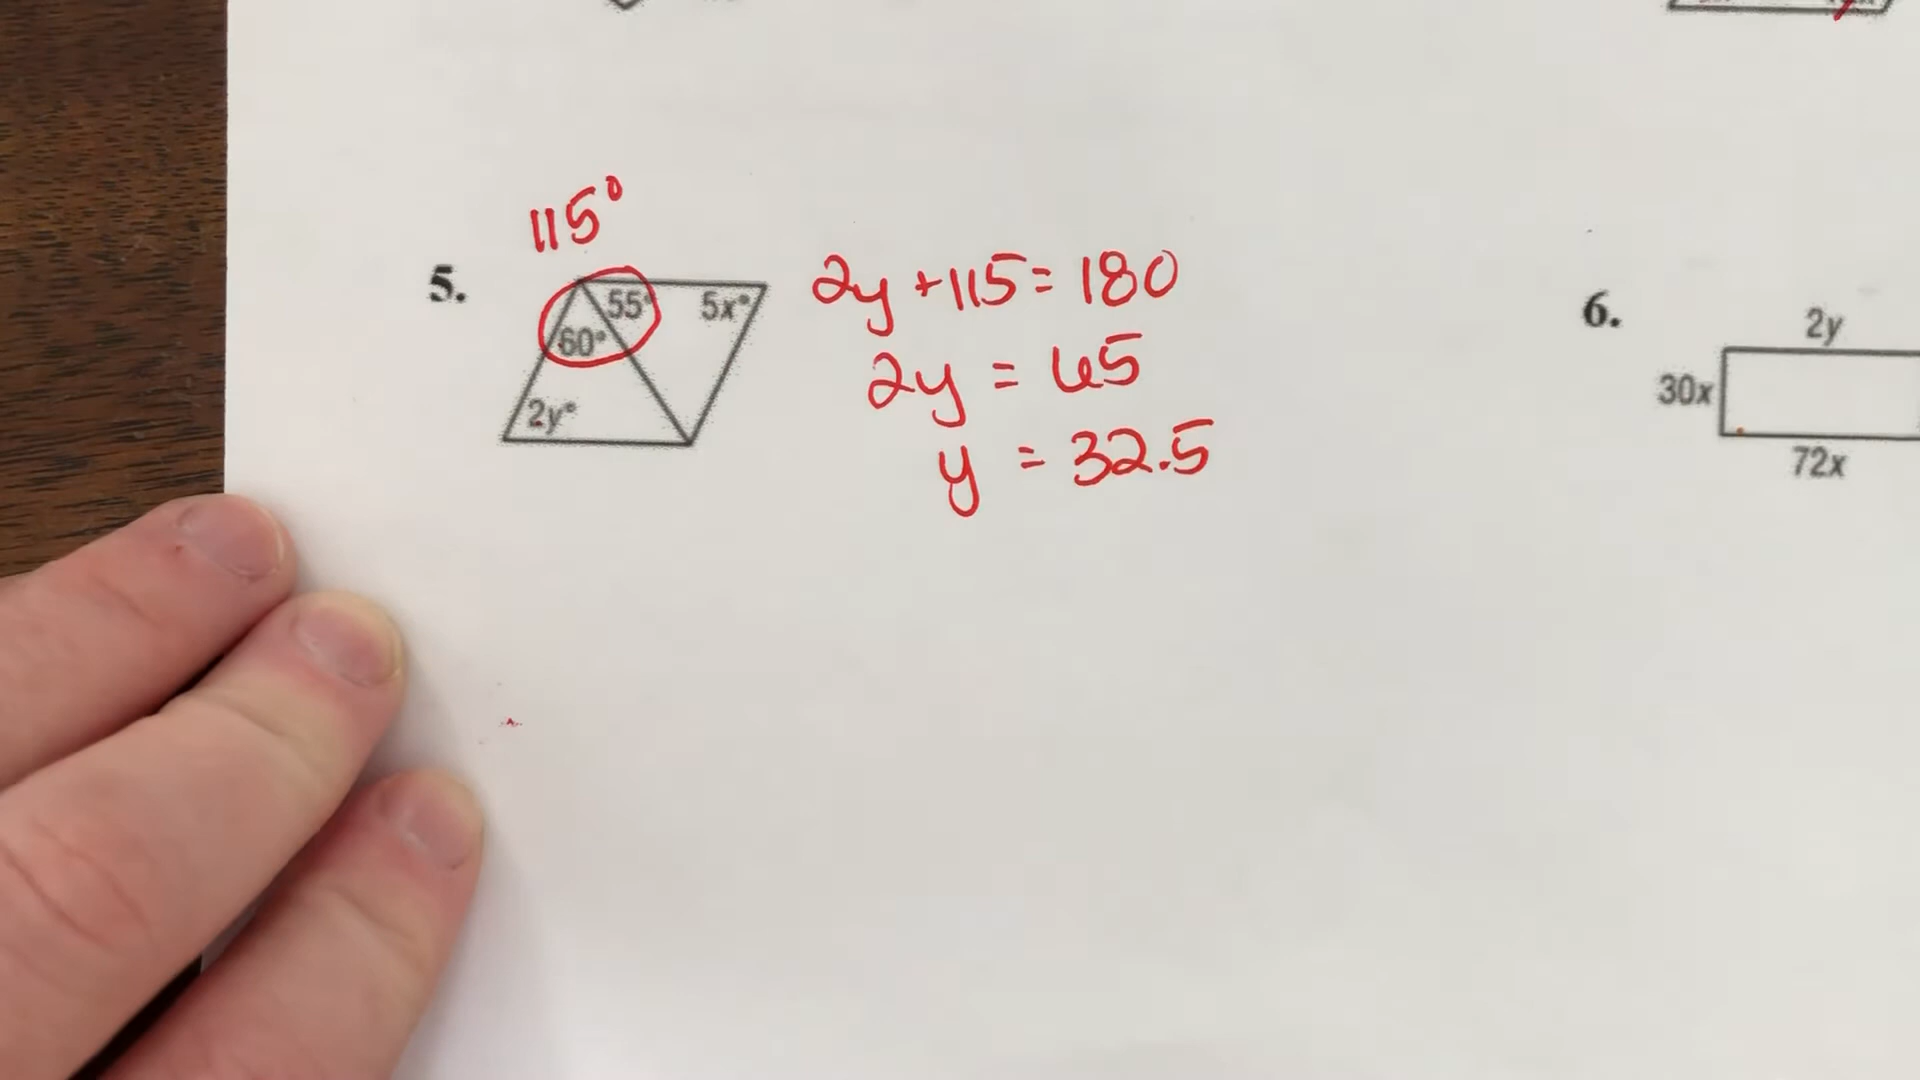 115°
5.
55°
5x°
60°
2y°
2y + 115 = 180
2y = 65
y = 32.5
6.
2y
30x
72x